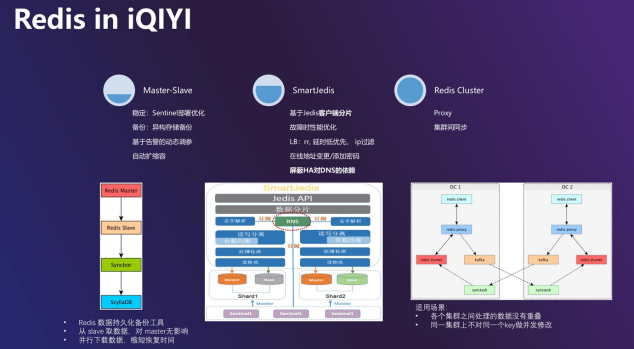 Redis in iQIYI
Master-Slave
稳定：Sentinel部署优化
备份：异构存储备份
基于告警的动态调参
自动扩缩容
SmartJedis
基于Jedis客户端分片
故障时性能优化
LB：rr, 延时低优先， ip过滤
在线地址变更/添加密码
屏蔽HA对DNS的依赖
Redis Cluster
Proxy
集群间同步
Redis Master
Redis Slave
Syncbot
ScyllaDB
• Redis 数据持久化备份工具
• 从 slave 取数据，对 master无影响
• 并行下载数据，缩短恢复时间
SmartJedis
Jedis API
数据分片
名字解析
订阅
RNS
订阅
名字解析
读写分离
负载均衡
读写分离
负载均衡
订阅
故障检测
故障检测
连接池
连接池
Master
Slave
Master
Slave
Shard1
Shard2
Monitor
Monitor
Sentinel1
Sentinel1
Sentinel1
DC 1
DC 2
redis client
redis client
redis proxy
redis proxy
redis cluster
kafka
kafka
redis cluster
synctask
synctask
适用场景：
• 各个集群之间处理的数据没有重叠
• 同一集群上不对同一个key做并发修改